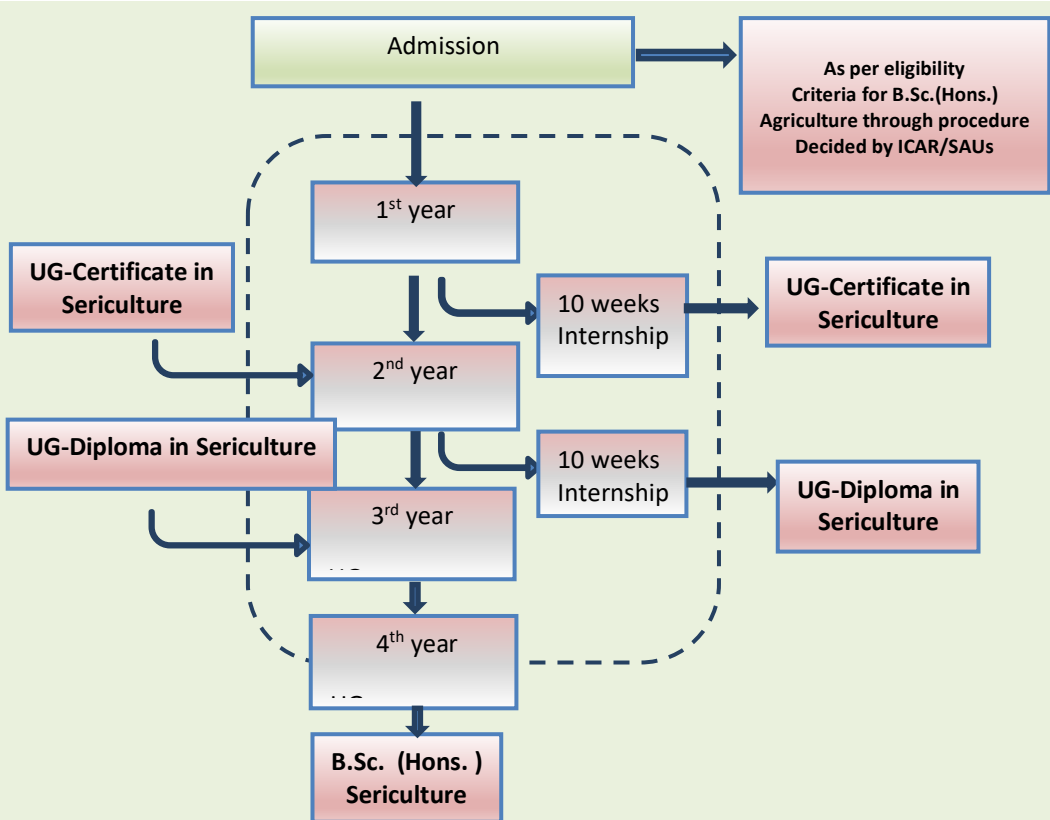 Admission
As per eligibility
Criteria for B.Sc.(Hons.)
Agriculture through procedure
Decided by ICAR/SAUs
1st year
UG-Certificate in
Sericulture
10 weeks
Internship
UG-Certificate in
Sericulture
2nd year
UG-Diploma in Sericulture
10 weeks
Internship
UG-Diploma in
Sericulture
3rd year
4th year
B.Sc. (Hons. )
Sericulture